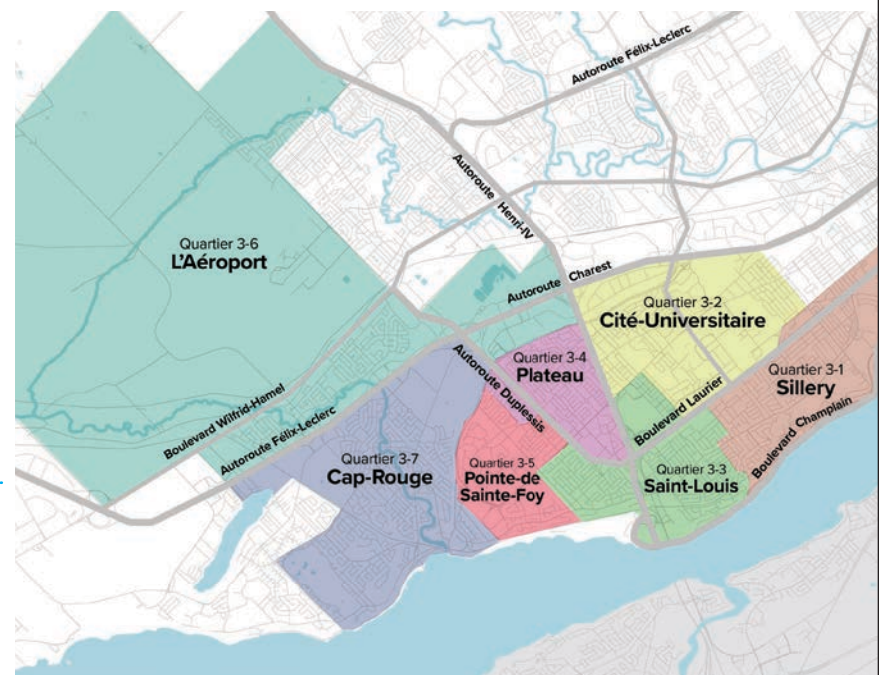 Autoroute Félix-Leclerc
Autoroute Henri-IV
Quartier 3-6
L'Aéroport
Autoroute Charest
Quartier 3-2
Cité-Universitaire
Quartier 3-4
Plateau
Quartier 3-1
Sillery
Autoroute Duplessis
Boulevard Laurier
Boulevard Champlain
Boulevard Wilfrid-Hamel
Autoroute Félix-Leclerc
Quartier 3-7
Cap-Rouge
Quartier 3-5
Pointe-de
Sainte-Foy
Quartier 3-3
Saint-Louis